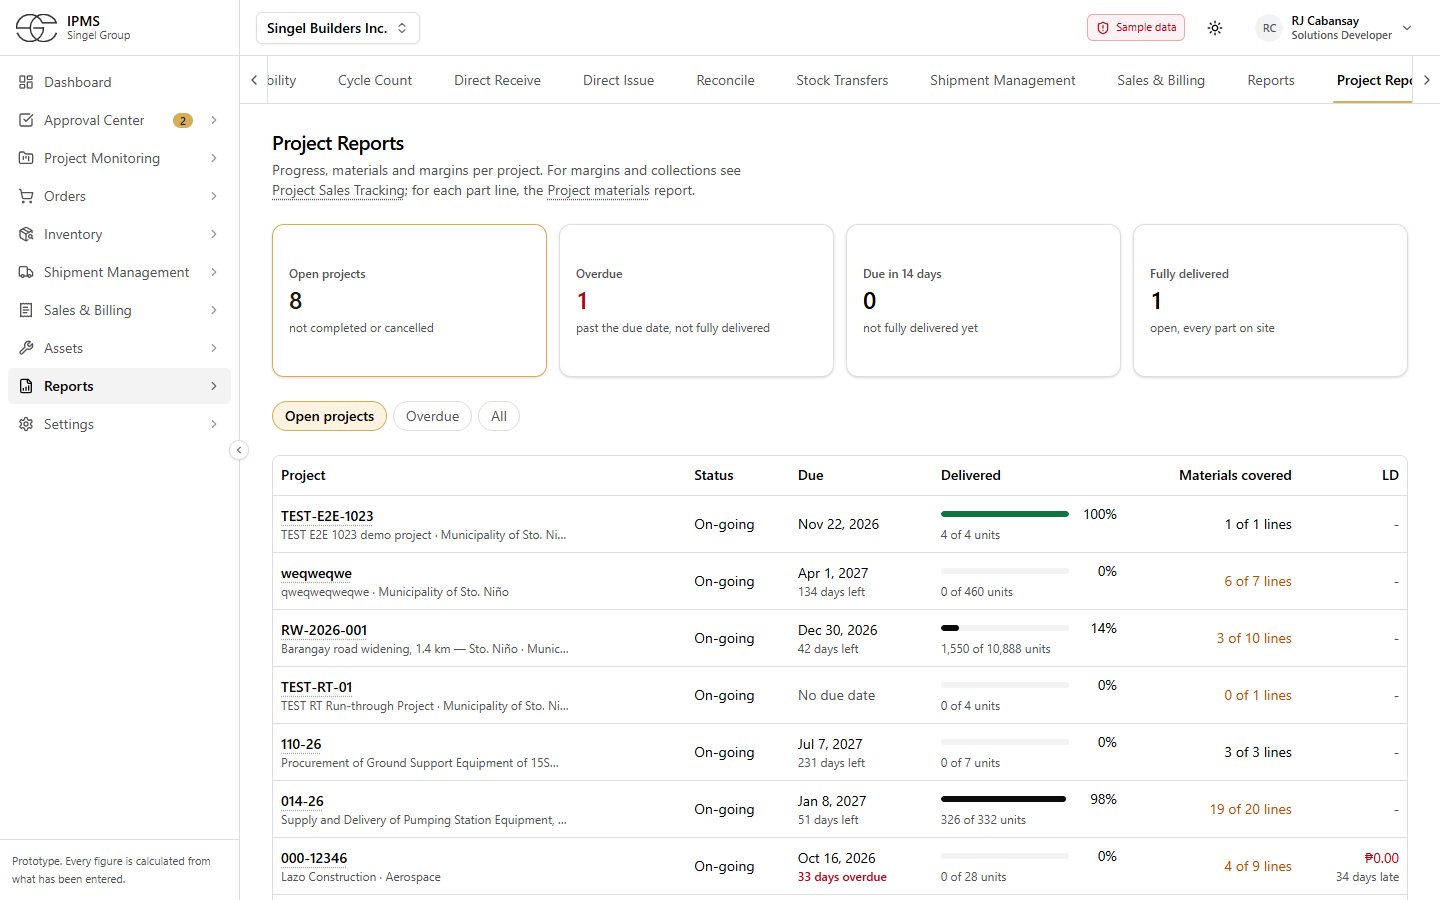 IPMS
Singel Group
Singel Builders Inc.
Sample data
RC
RJ Cabansay
Solutions Developer
Dashboard
Approval Center
2
Project Monitoring
Orders
Inventory
Shipment Management
Sales & Billing
Assets
Reports
Settings
Prototype. Every figure is calculated from
what has been entered.
bility
Cycle Count
Direct Receive
Direct Issue
Reconcile
Stock Transfers
Shipment Management
Sales & Billing
Reports
Project Repo
Project Reports
Progress, materials and margins per project. For margins and collections see
Project Sales Tracking; for each part line, the Project materials report.
Open projects
8
not completed or cancelled
Overdue
1
past the due date, not fully delivered
Due in 14 days
0
not fully delivered yet
Fully delivered
1
open, every part on site
Open projects
Overdue
All
Project Status Due Delivered Materials covered LD
TEST-E2E-1023
TEST E2E 1023 demo project · Municipality of Sto. Ni...
On-going
Nov 22, 2026
100%
4 of 4 units
1 of 1 lines
-
weqweqwe
qweqweqweqwe · Municipality of Sto. Niño
On-going
Apr 1, 2027
134 days left
0%
0 of 460 units
6 of 7 lines
-
RW-2026-001
Barangay road widening, 1.4 km — Sto. Niño · Munic...
On-going
Dec 30, 2026
42 days left
14%
1,550 of 10,888 units
3 of 10 lines
-
TEST-RT-01
TEST RT Run-through Project · Municipality of Sto. Ni...
On-going
No due date
0%
0 of 4 units
0 of 1 lines
-
110-26
Procurement of Ground Support Equipment of 15S...
On-going
Jul 7, 2027
231 days left
0%
0 of 7 units
3 of 3 lines
-
014-26
Supply and Delivery of Pumping Station Equipment, ...
On-going
Jan 8, 2027
51 days left
98%
326 of 332 units
19 of 20 lines
-
000-12346
Lazo Construction · Aerospace
On-going
Oct 16, 2026
33 days overdue
0%
0 of 28 units
4 of 9 lines
₱0.00
34 days late